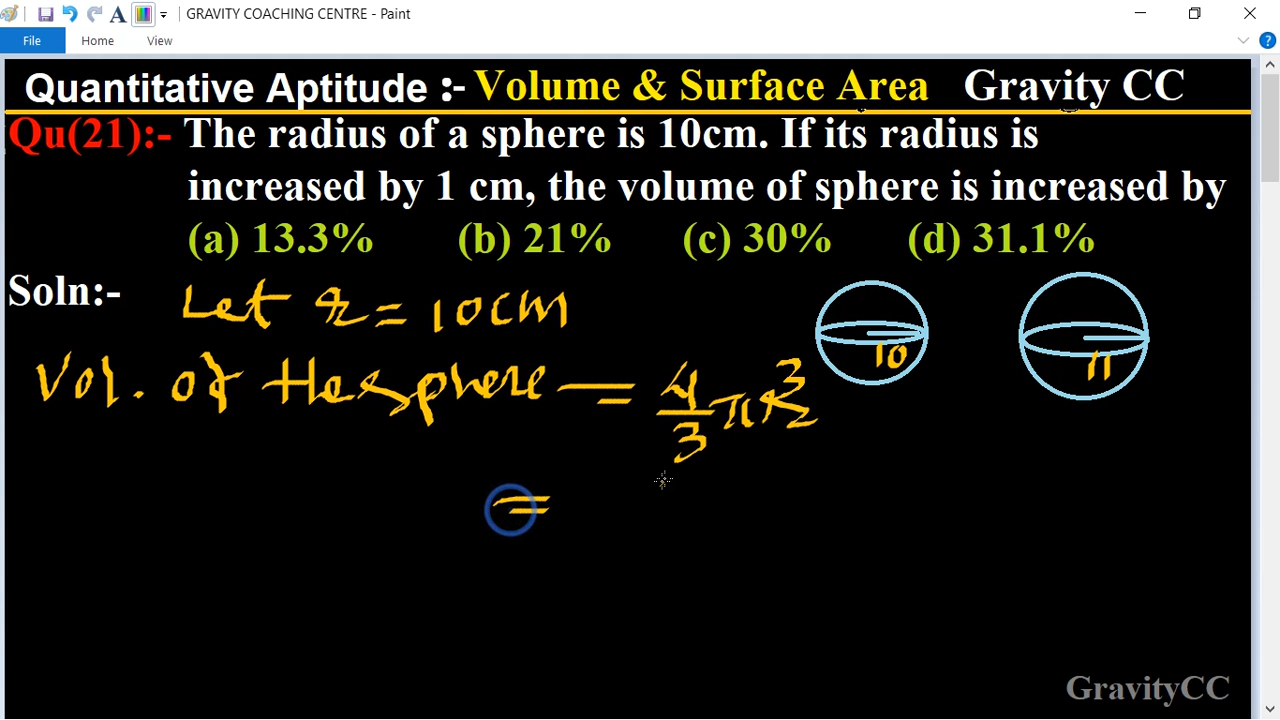 GRAVITY COACHING CENTRE - Paint
File Home View
Quantitative Aptitude :- Volume & Surface Area Gravity CC
Qu(21):- The radius of a sphere is 10cm. If its radius is
increased by 1 cm, the volume of sphere is increased by
(a) 13.3% (b) 21% (c) 30% (d) 31.1%
Soln:- Let r = 10cm
10 11
Vol. of the sphere = 4/3 πr³
=
GravityCC